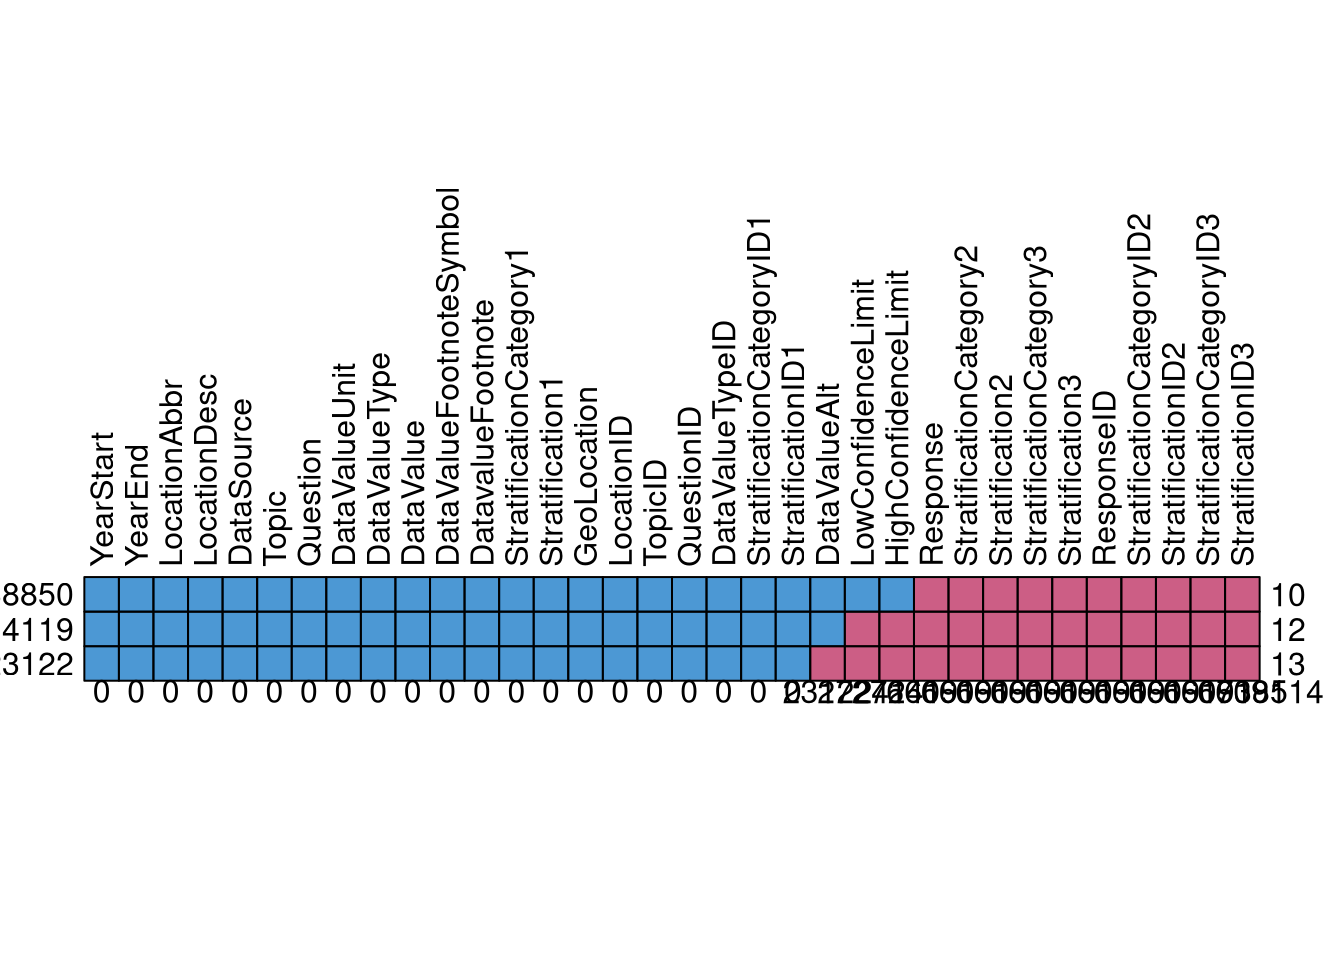 YearStart
YearEnd
LocationAbbr
LocationDesc
DataSource
Topic
Question
DataValueUnit
DataValueType
DataValue
DataValueFootnoteSymbol
DatavalueFootnote
StratificationCategory1
Stratification1
GeoLocation
LocationID
TopicID
QuestionID
DataValueTypeID
StratificationCategoryID1
StratificationID1
DataValueAlt
LowConfidenceLimit
HighConfidenceLimit
Response
StratificationCategory2
Stratification2
StratificationCategory3
Stratification3
ResponseID
StratificationCategoryID2
StratificationID2
StratificationCategoryID3
StratificationID3
8850 10
4119 12
3122 13
0 0 0 0 0 0 0 0 0 0 0 0 0 0 0 0 0 0 0 0